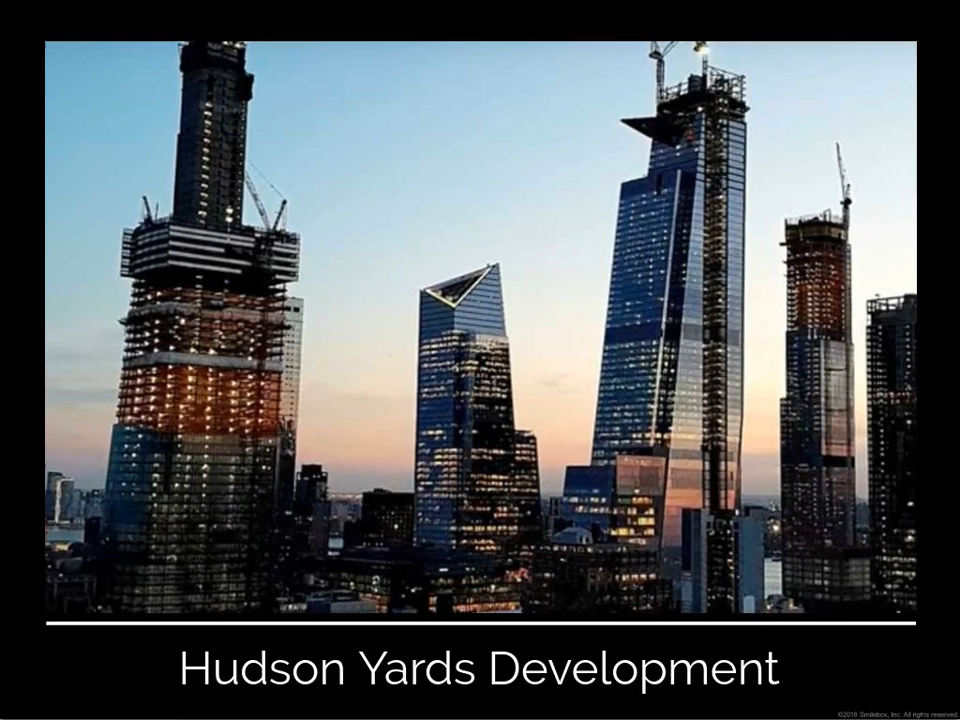 Hudson Yards Development
©2018 Smilebox, Inc. All rights reserved